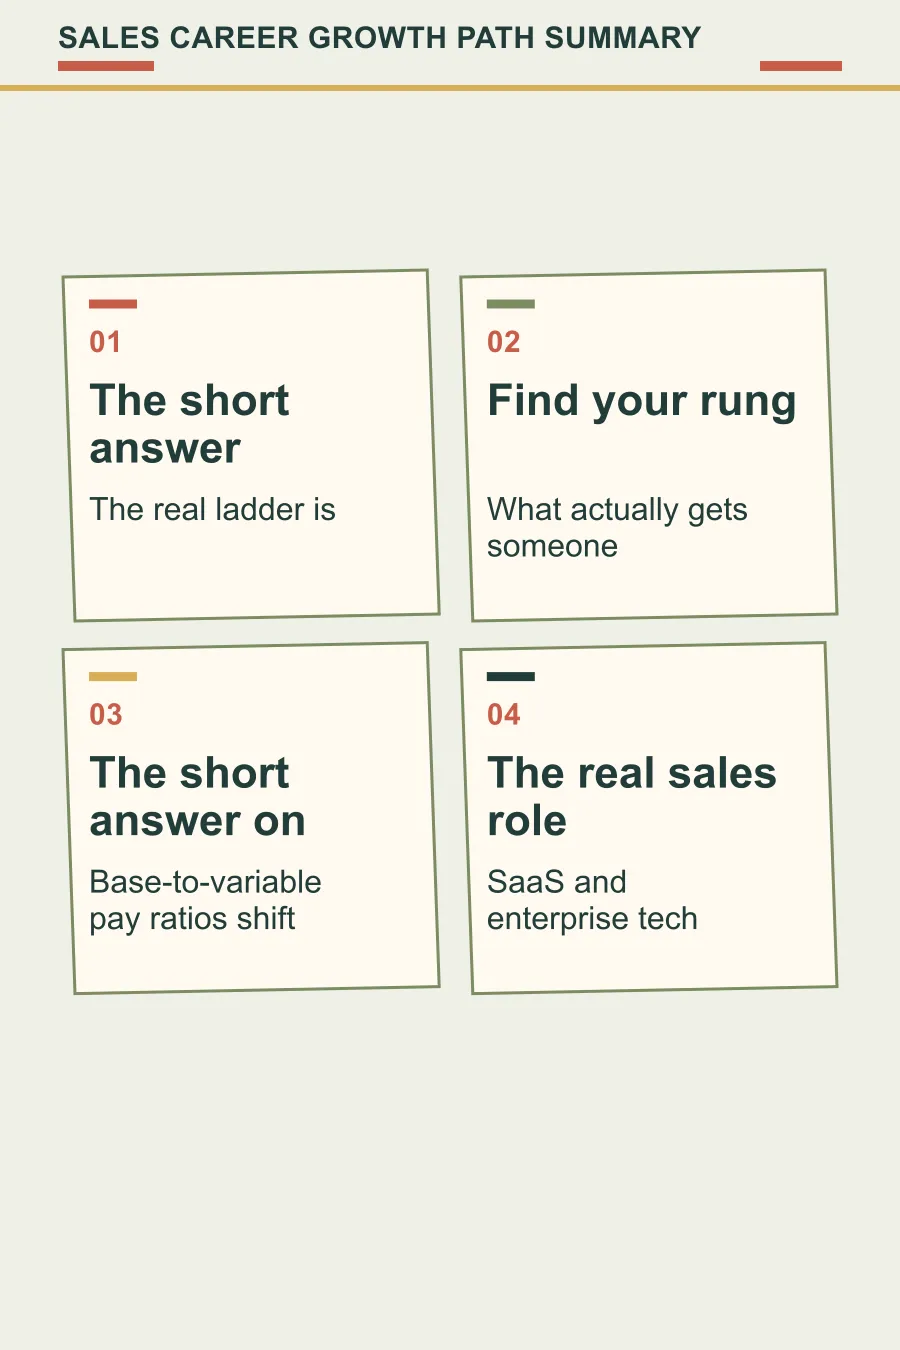 SALES CAREER GROWTH PATH SUMMARY
01
The short
answer
The real ladder is
02
Find your rung
What actually gets
someone
03
The short
answer on
Base-to-variable
pay ratios shift
04
The real sales
role
SaaS and
enterprise tech